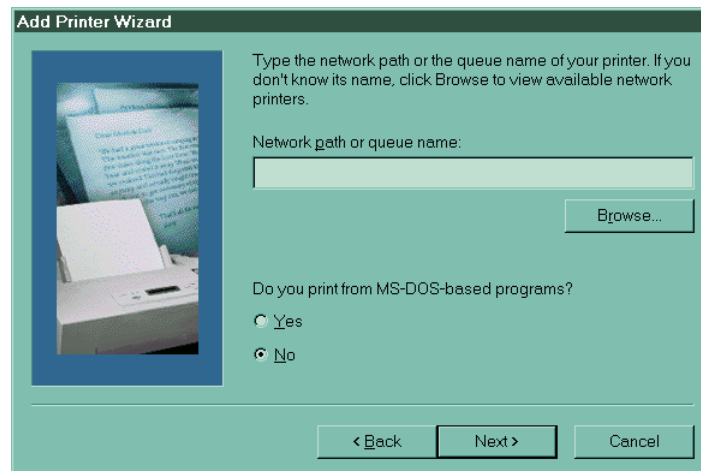 Add Printer Wizard
Type the network path or the queue name of your printer. If you
don't know its name, click Browse to view available network
printers.
Network path or queue name:
Browse...
Do you print from MS-DOS-based programs?
Yes
No
< Back
Next >
Cancel